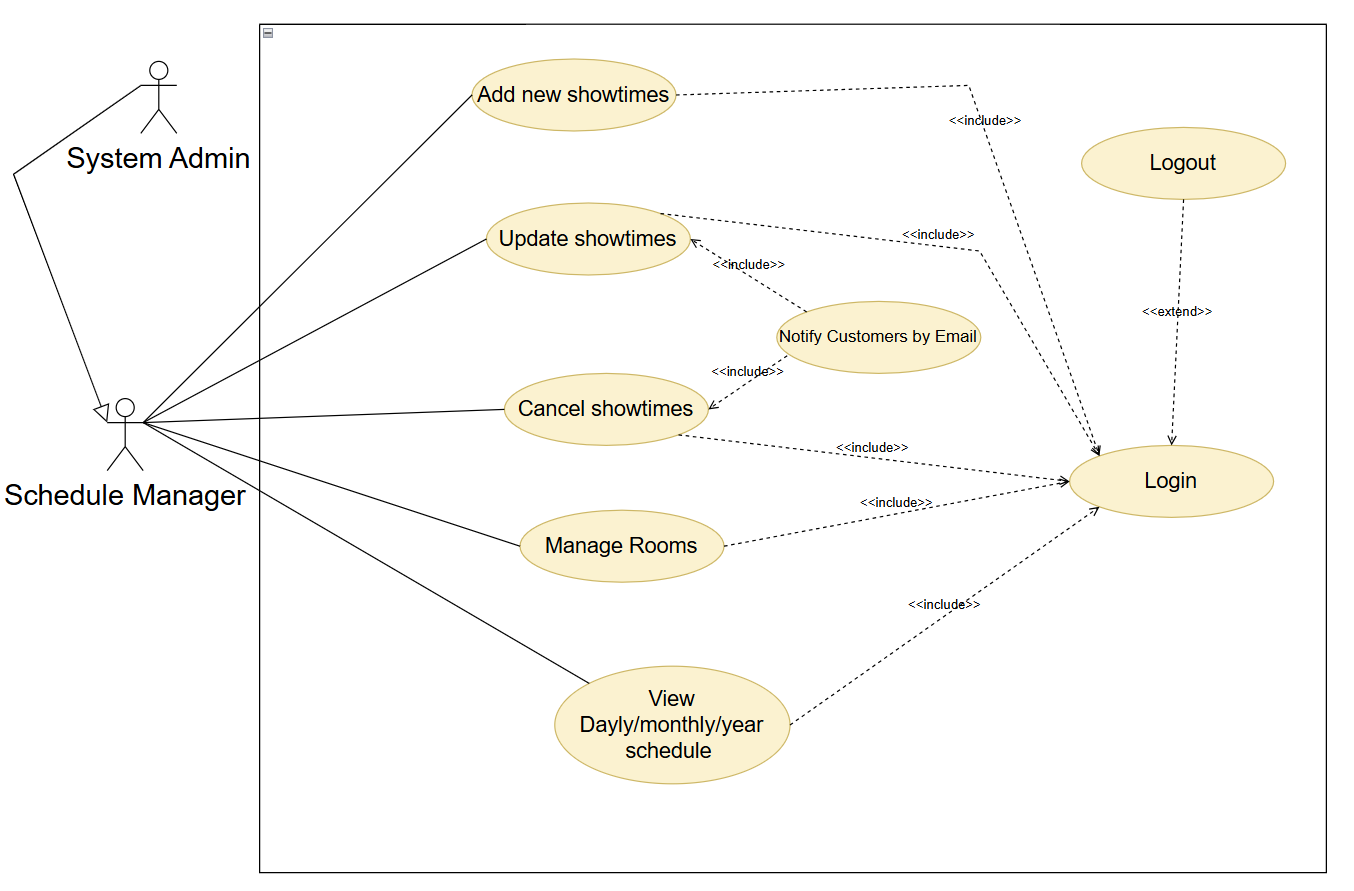 Add new showtimes
<<include>>
System Admin
Logout
Update showtimes
<<include>>
<<include>>
<<extend>>
Notify Customers by Email
<<include>>
Cancel showtimes
<<include>>
Login
Schedule Manager
<<include>>
Manage Rooms
<<include>>
View
Dayly/monthly/year
schedule